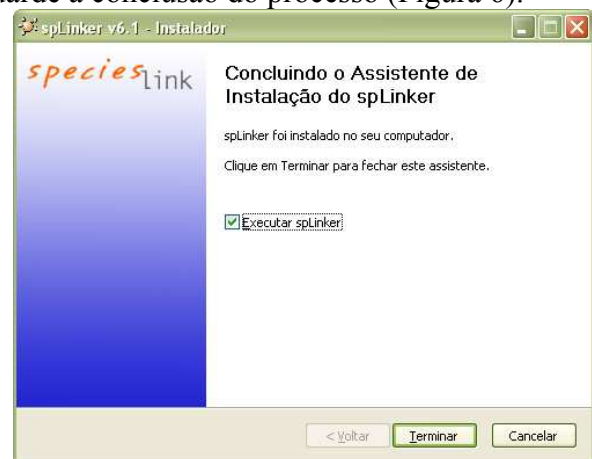 arde a conclusão do processo (Figura 6).
spLinker v6.1 - Instalador
specieslink
Concluindo o Assistente de
Instalação do spLinker
spLinker foi instalado no seu computador.
Clique em Terminar para fechar este assistente.
Executar spLinker
< Voltar Terminar Cancelar